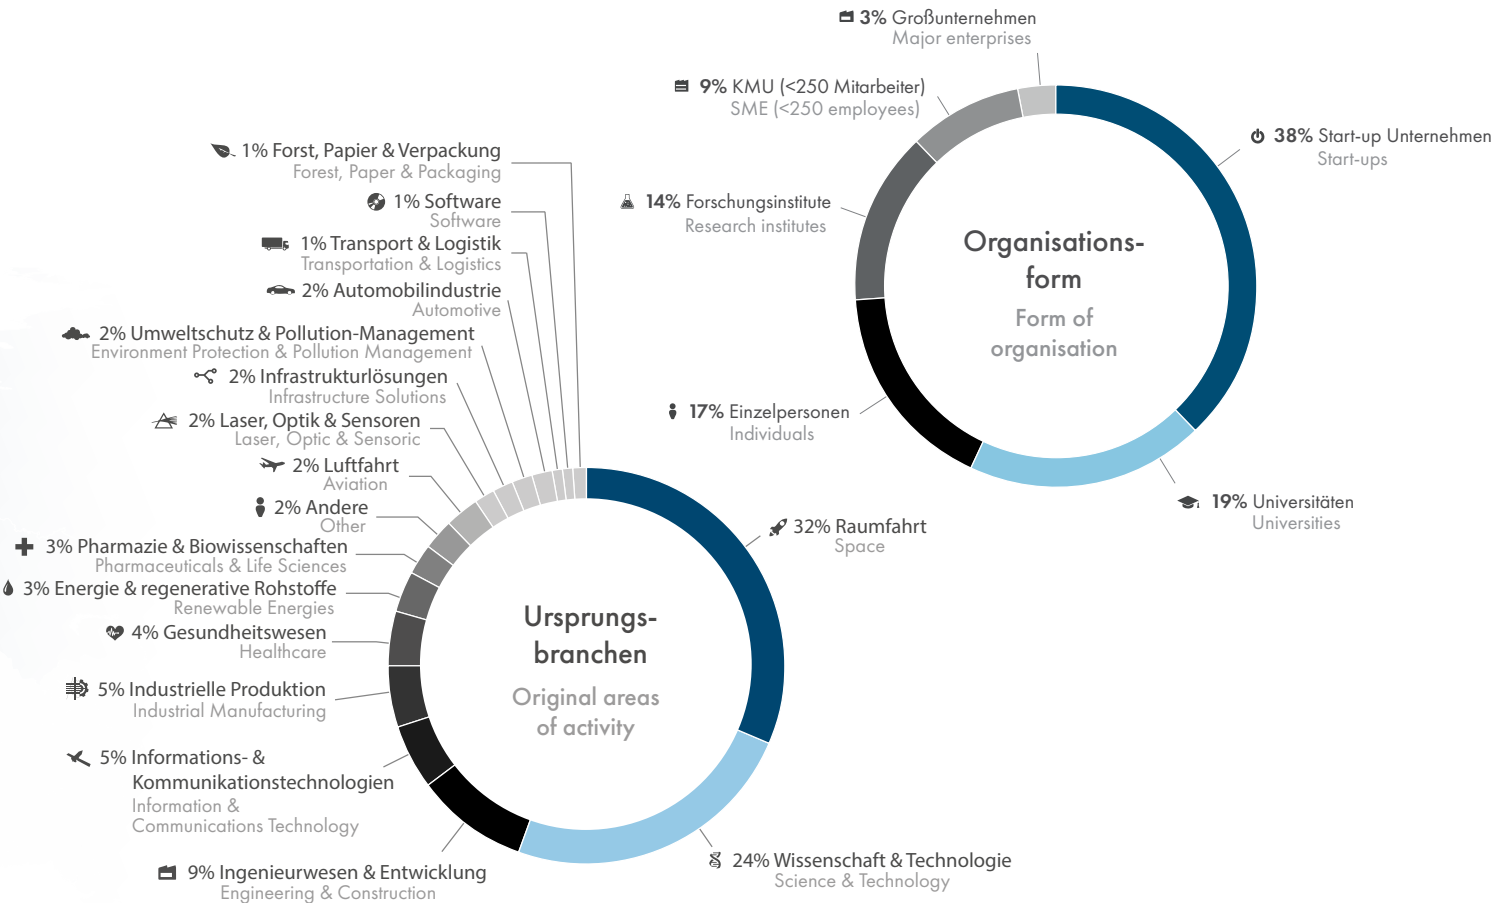 3% Großunternehmen
Major enterprises
9% KMU (<250 Mitarbeiter)
SME (<250 employees)
38% Start-up Unternehmen
Start-ups
14% Forschungsinstitute
Research institutes
Organisations-
form
Form of
organisation
17% Einzelpersonen
Individuals
19% Universitäten
Universities
1% Forst, Papier & Verpackung
Forest, Paper & Packaging
1% Software
Software
1% Transport & Logistik
Transportation & Logistics
2% Automobilindustrie
Automotive
2% Umweltschutz & Pollution-Management
Environment Protection & Pollution Management
2% Infrastrukturlösungen
Infrastructure Solutions
2% Laser, Optik & Sensoren
Laser, Optic & Sensoric
2% Luftfahrt
Aviation
2% Andere
Other
3% Pharmazie & Biowissenschaften
Pharmaceuticals & Life Sciences
3% Energie & regenerative Rohstoffe
Renewable Energies
4% Gesundheitswesen
Healthcare
5% Industrielle Produktion
Industrial Manufacturing
5% Informations- &
Kommunikationstechnologien
Information &
Communications Technology
9% Ingenieurwesen & Entwicklung
Engineering & Construction
24% Wissenschaft & Technologie
Science & Technology
32% Raumfahrt
Space
Ursprungs-
branchen
Original areas
of activity